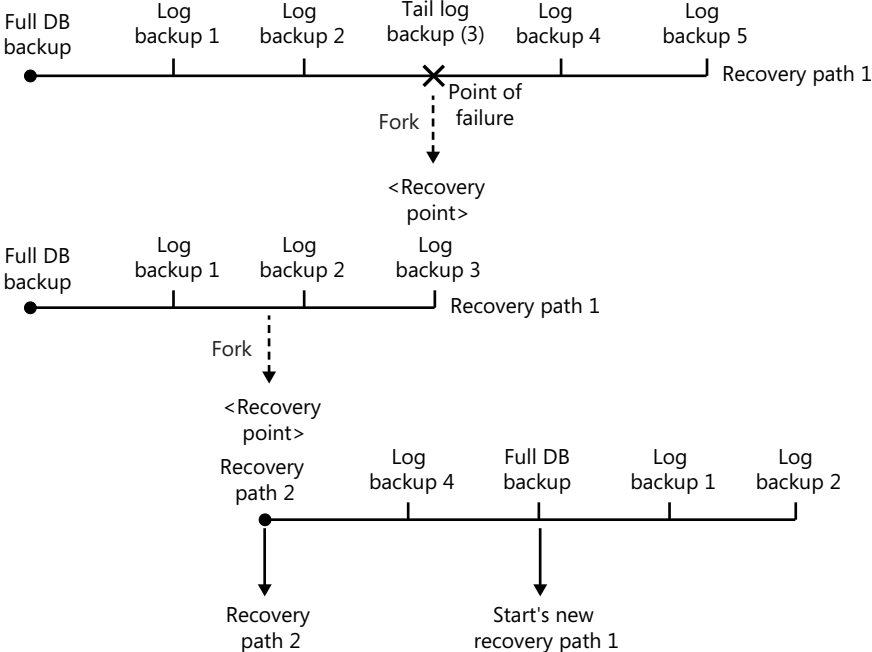 Full DB
backup
Log
backup 1
Log
backup 2
Tail log
backup (3)
Log
backup 4
Log
backup 5
Recovery path 1
Point of
failure
Fork
<Recovery
point>
Full DB
backup
Log
backup 1
Log
backup 2
Log
backup 3
Recovery path 1
Fork
<Recovery
point>
Recovery
path 2
Log
backup 4
Full DB
backup
Log
backup 1
Log
backup 2
Recovery
path 2
Start's new
recovery path 1